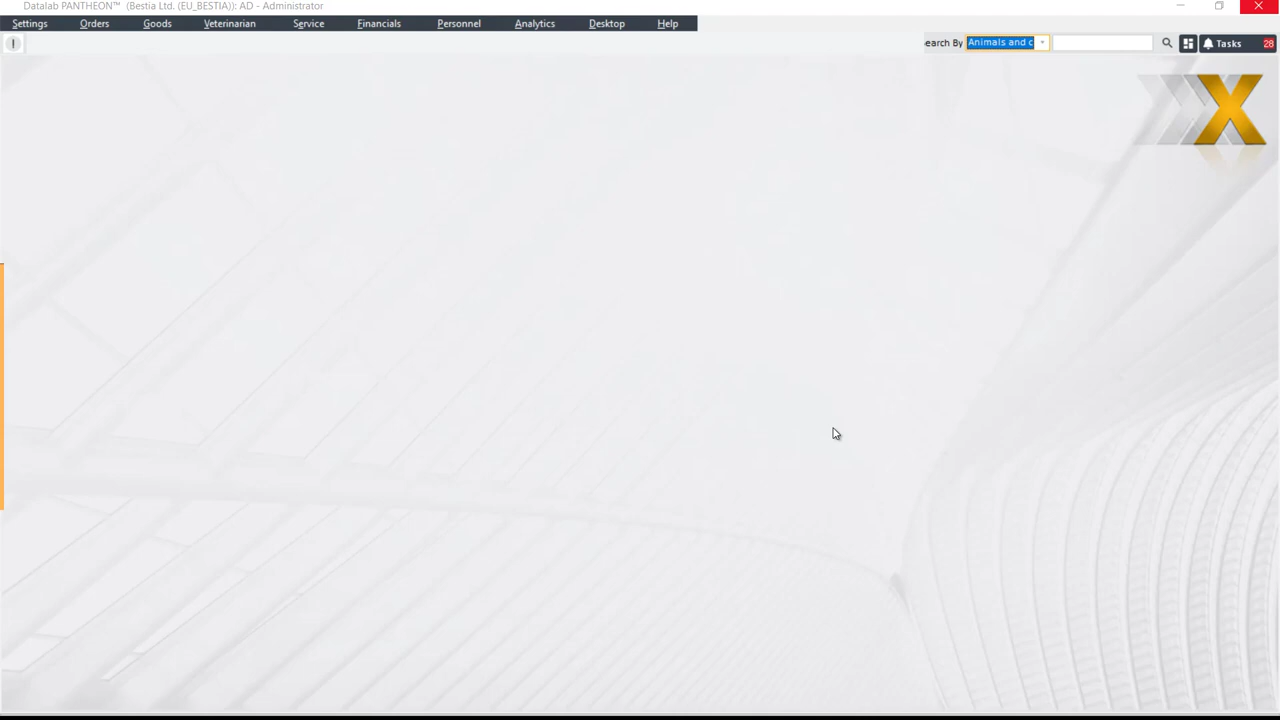 Datalab PANTHEON™ (Bestia Ltd. (EU_BESTIA)): AD - Administrator
Settings Orders Goods Veterinarian Service Financials Personnel Analytics Desktop Help
earch By Animals and c Tasks 28